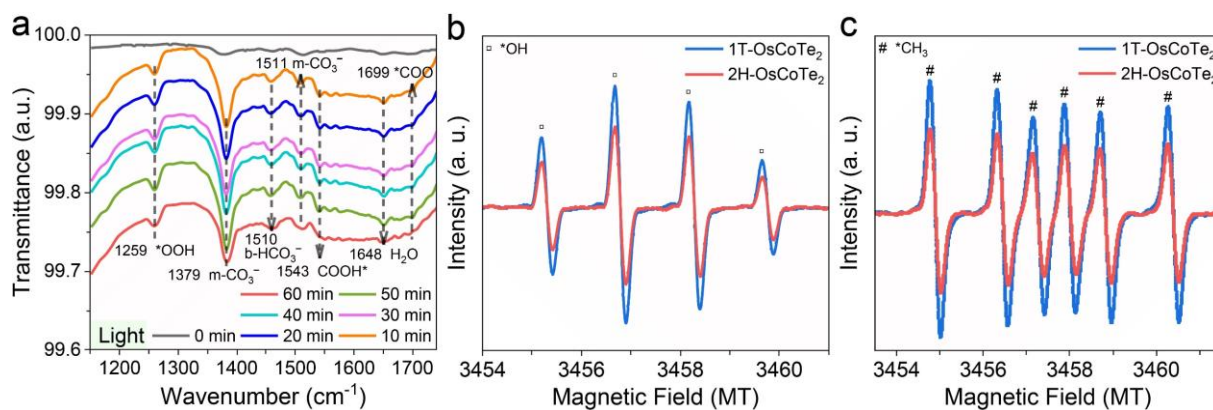 a
Transmittance (a.u.)
100.0
99.9
99.8
99.7
99.6
1511 m-CO₃⁻
1699 *COO
1259 *OOH
1379 m-CO₃⁻
1510
b-HCO₃⁻
1543 COOH*
1648 H₂O
60 min
50 min
40 min
30 min
20 min
10 min
0 min
Light
1200 1300 1400 1500 1600 1700
Wavenumber (cm⁻¹)
b
▫ *OH
1T-OsCoTe₂
2H-OsCoTe₂
▫ ▫ ▫ ▫
Intensity (a. u.)
3454 3456 3458 3460
Magnetic Field (MT)
c
# *CH₃
1T-OsCoTe₂
2H-OsCoTe₂
# # # # # #
Intensity (a. u.)
3454 3456 3458 3460
Magnetic Field (MT)